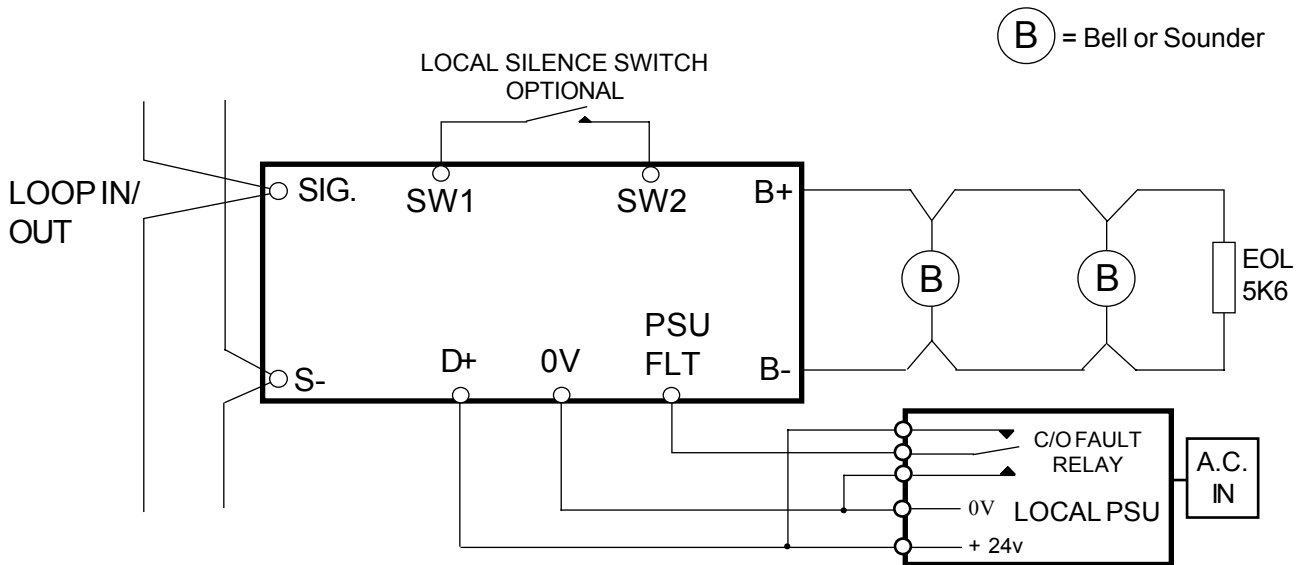 B = Bell or Sounder
LOCAL SILENCE SWITCH
OPTIONAL
LOOP IN/
OUT
SIG.
SW1
SW2
B+
B
B
EOL
5K6
S-
D+
0V
PSU
FLT
B-
C/O FAULT
RELAY
A.C.
IN
0V
LOCAL PSU
+ 24v